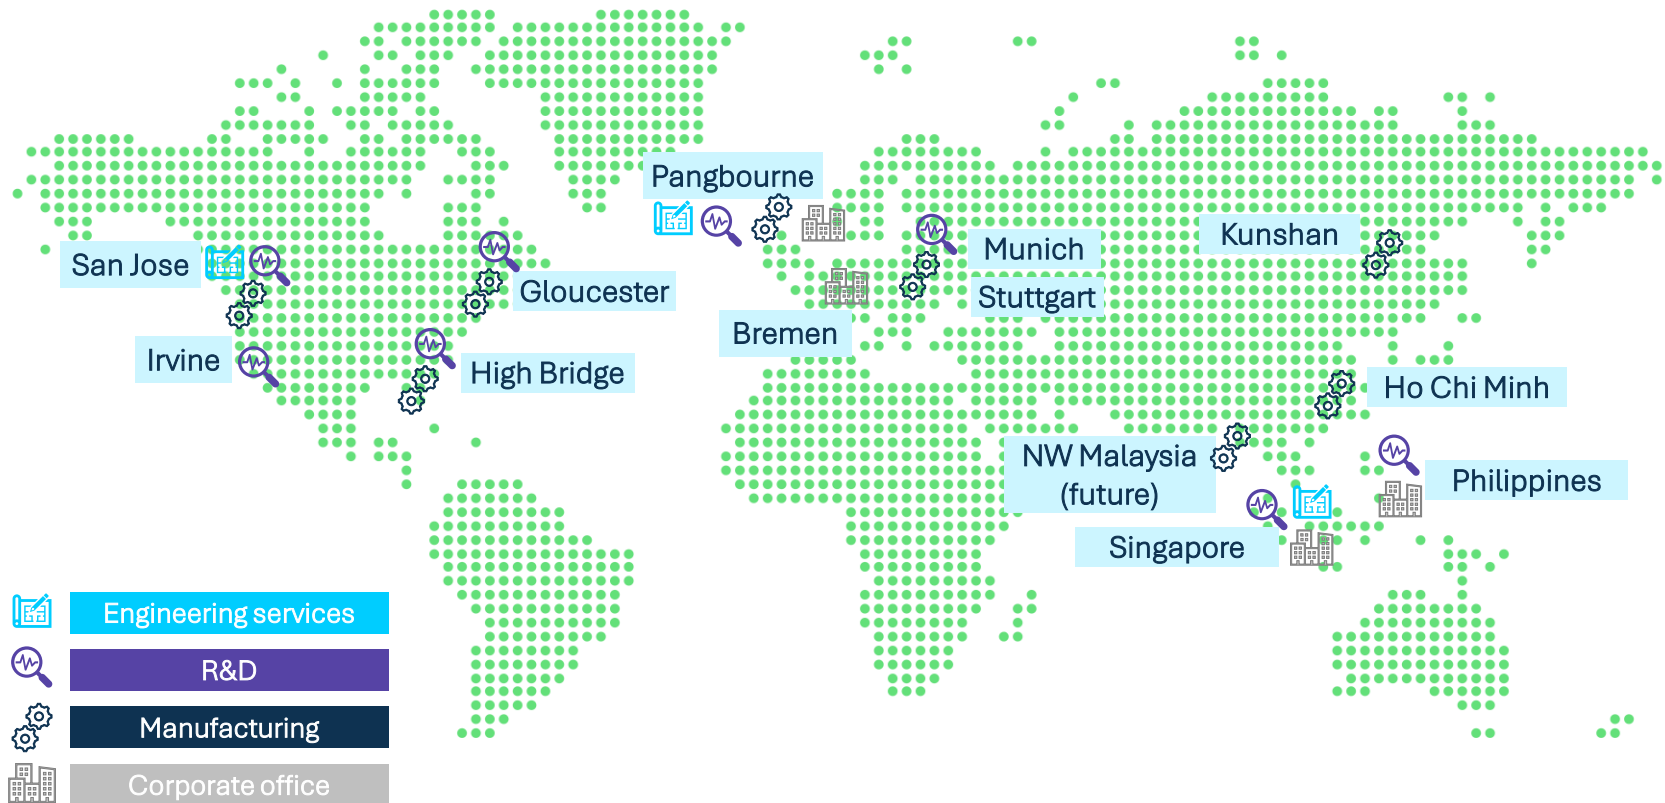 Pangbourne
San Jose
Gloucester
Munich
Stuttgart
Kunshan
Bremen
Irvine
High Bridge
Ho Chi Minh
NW Malaysia
(future)
Philippines
Singapore
Engineering services
R&D
Manufacturing
Corporate office